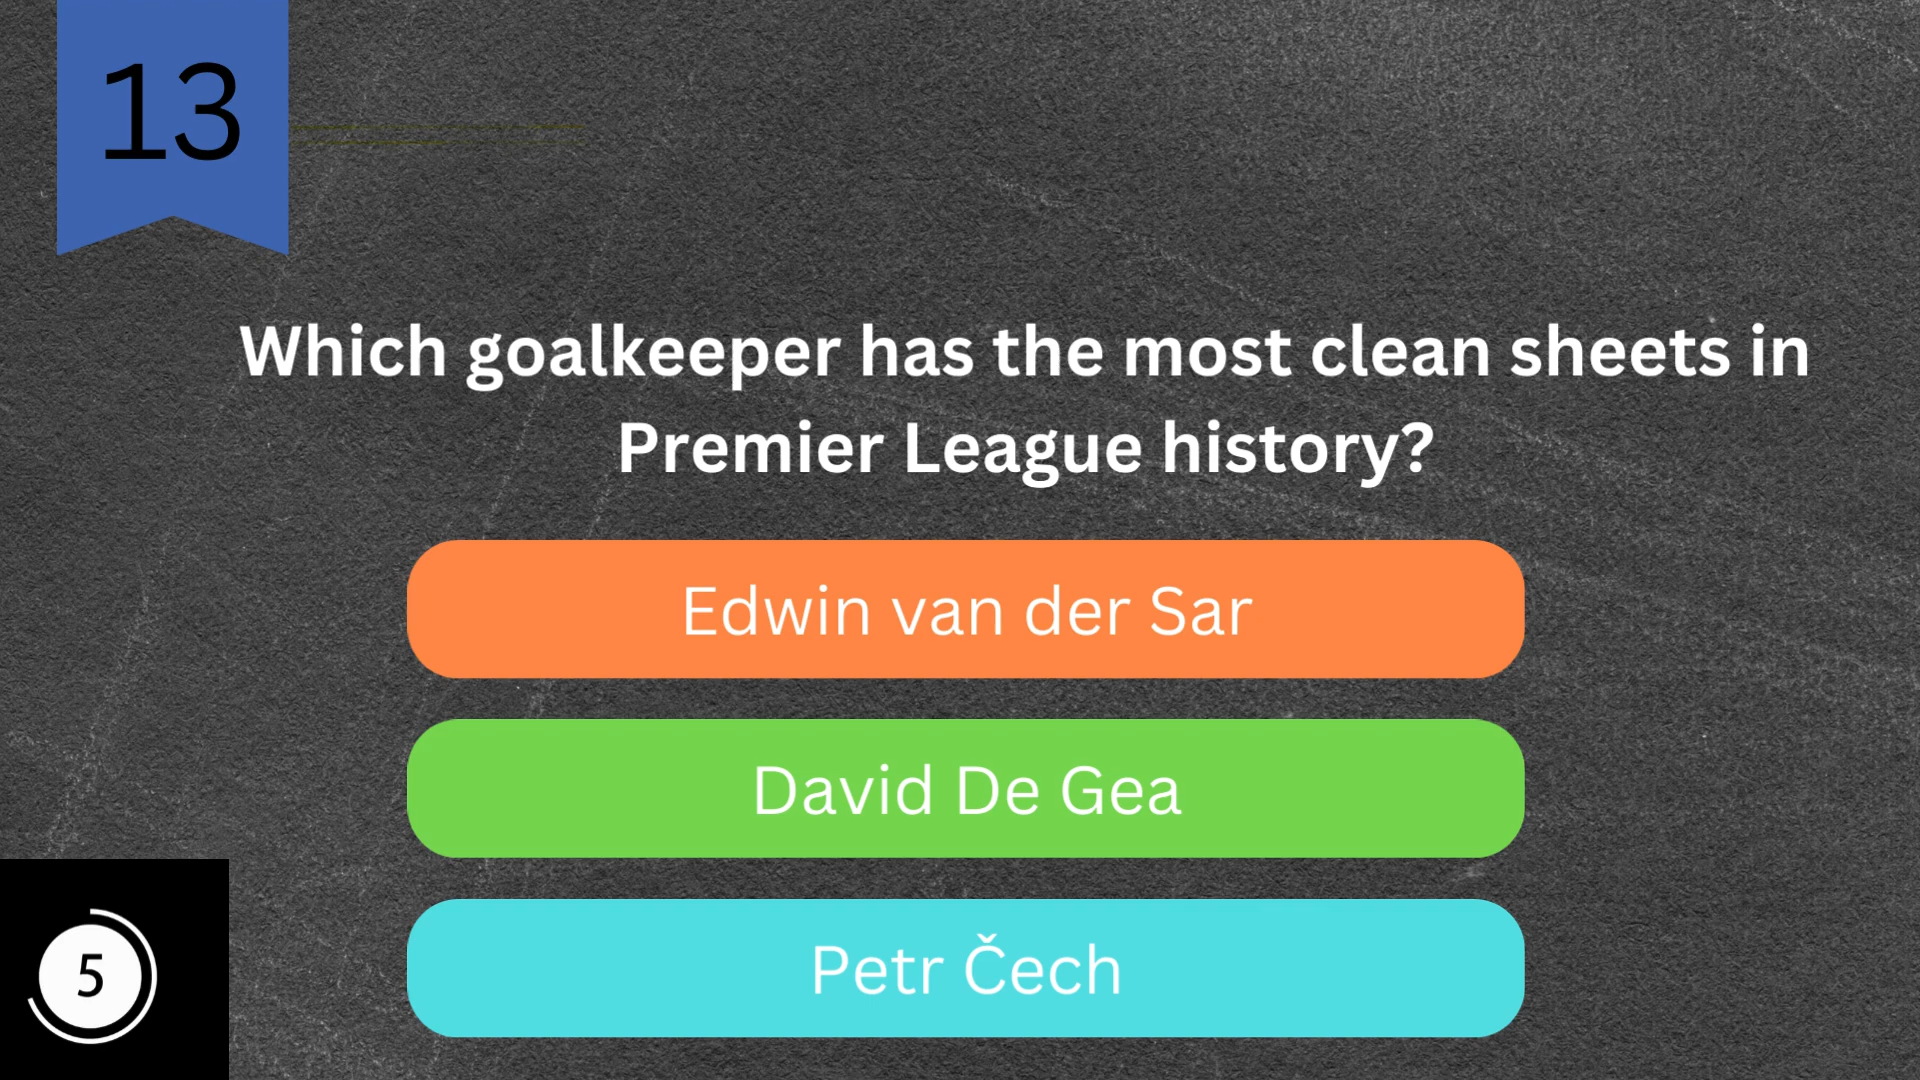 13
Which goalkeeper has the most clean sheets in
Premier League history?
Edwin van der Sar
David De Gea
Petr Čech
5